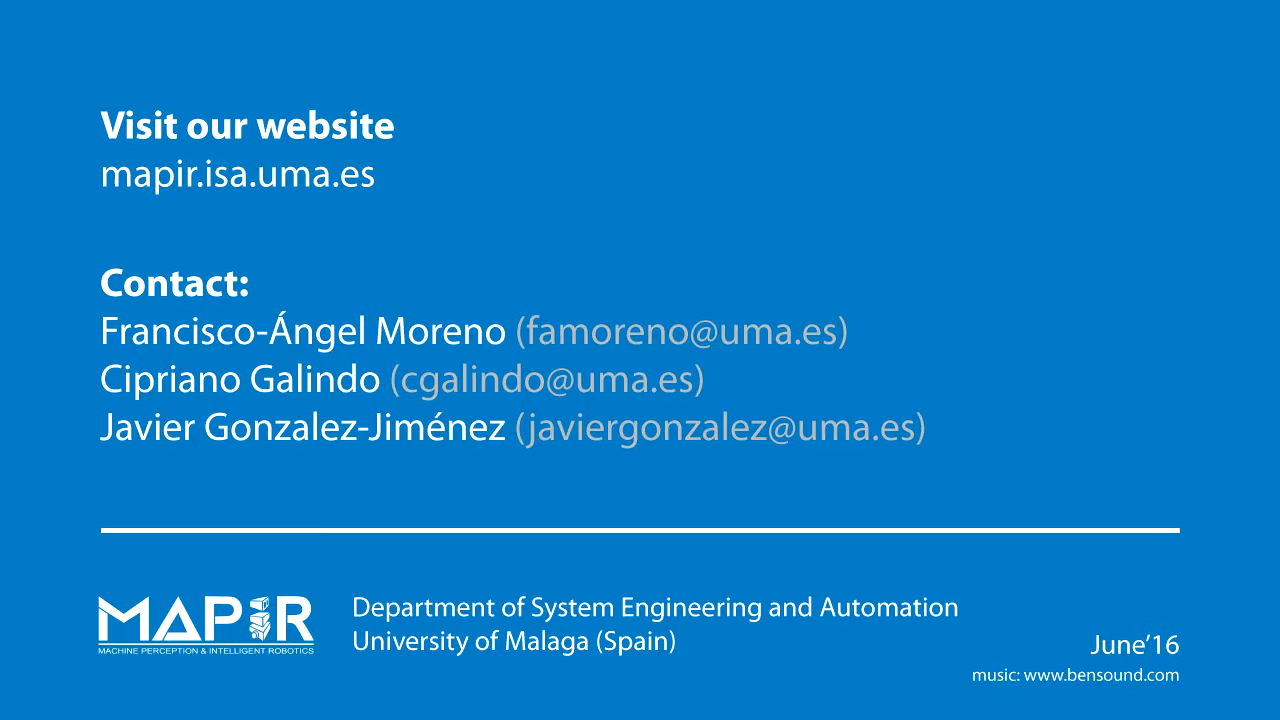 Visit our website
mapir.isa.uma.es
Contact:
Francisco-Ángel Moreno (famoreno@uma.es)
Cipriano Galindo (cgalindo@uma.es)
Javier Gonzalez-Jiménez (javiergonzalez@uma.es)
MAPIR
MACHINE PERCEPTION & INTELLIGENT ROBOTICS
Department of System Engineering and Automation
University of Malaga (Spain)
June'16
music: www.bensound.com